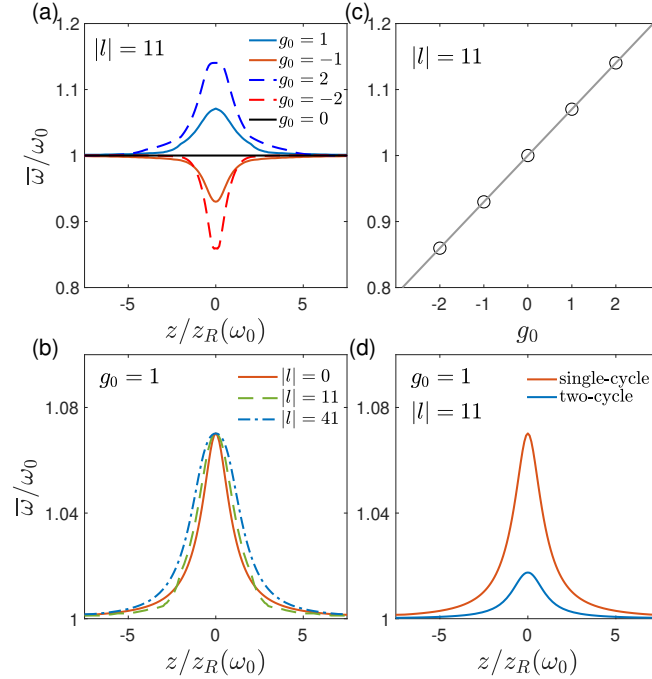 (a)
|l| = 11
g₀ = 1
g₀ = −1
g₀ = 2
g₀ = −2
g₀ = 0
1.2
1.1
1
0.9
0.8
ω̅/ω₀
-5 0 5
z/z_R(ω₀)
(c)
|l| = 11
1.2
1.1
1
0.9
0.8
-2 -1 0 1 2
g₀
(b)
g₀ = 1
|l| = 0
|l| = 11
|l| = 41
1.08
1.04
1
ω̅/ω₀
-5 0 5
z/z_R(ω₀)
(d)
g₀ = 1
|l| = 11
single-cycle
two-cycle
1.08
1.04
1
-5 0 5
z/z_R(ω₀)